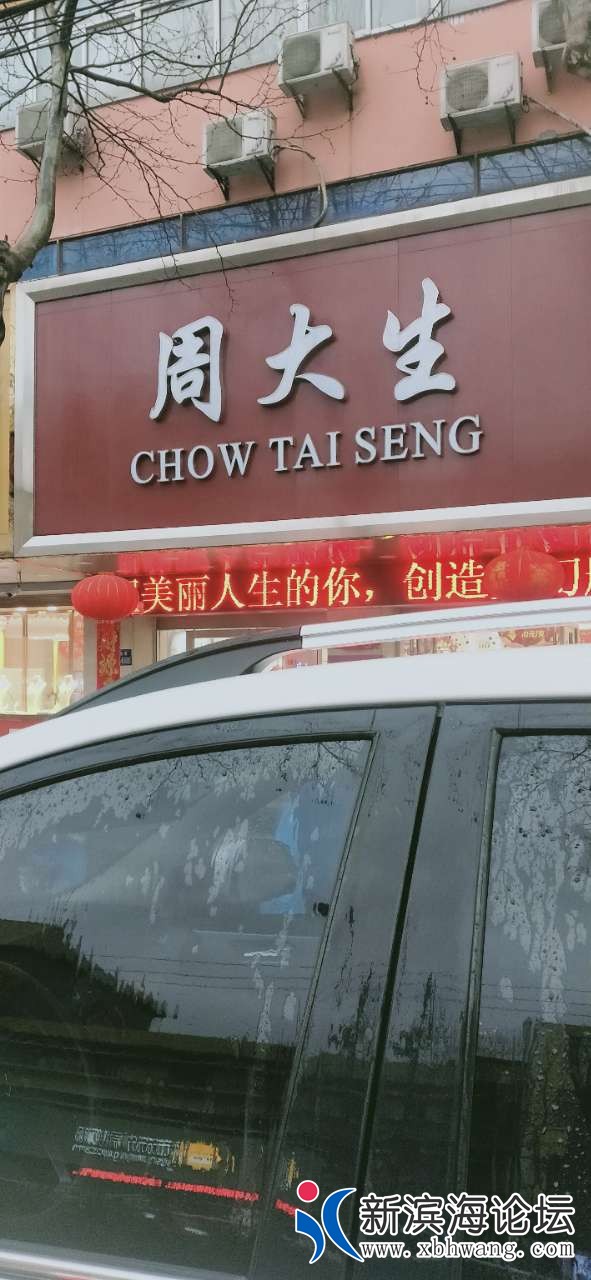 周大生
CHOW TAI SENG
美丽人生的你，创造
新滨海论坛
www.xbhwang.com